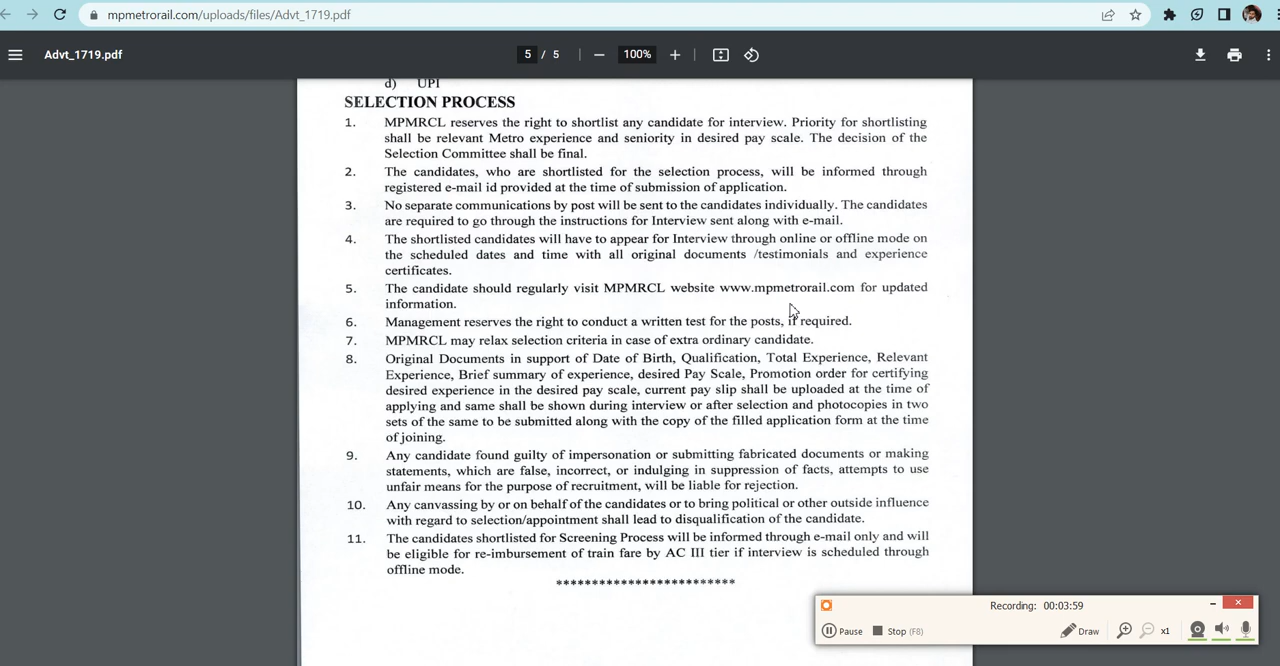 mpmetrorail.com/uploads/files/Advt_1719.pdf
Advt_1719.pdf
5 / 5
100%
d) UPI
SELECTION PROCESS
1. MPMRCL reserves the right to shortlist any candidate for interview. Priority for shortlisting
shall be relevant Metro experience and seniority in desired pay scale. The decision of the
Selection Committee shall be final.
2. The candidates, who are shortlisted for the selection process, will be informed through
registered e-mail id provided at the time of submission of application.
3. No separate communications by post will be sent to the candidates individually. The candidates
are required to go through the instructions for Interview sent along with e-mail.
4. The shortlisted candidates will have to appear for Interview through online or offline mode on
the scheduled dates and time with all original documents /testimonials and experience
certificates.
5. The candidate should regularly visit MPMRCL website www.mpmetrorail.com for updated
information.
6. Management reserves the right to conduct a written test for the posts, if required.
7. MPMRCL may relax selection criteria in case of extra ordinary candidate.
8. Original Documents in support of Date of Birth, Qualification, Total Experience, Relevant
Experience, Brief summary of experience, desired Pay Scale, Promotion order for certifying
desired experience in the desired pay scale, current pay slip shall be uploaded at the time of
applying and same shall be shown during interview or after selection and photocopies in two
sets of the same to be submitted along with the copy of the filled application form at the time
of joining.
9. Any candidate found guilty of impersonation or submitting fabricated documents or making
statements, which are false, incorrect, or indulging in suppression of facts, attempts to use
unfair means for the purpose of recruitment, will be liable for rejection.
10. Any canvassing by or on behalf of the candidates or to bring political or other outside influence
with regard to selection/appointment shall lead to disqualification of the candidate.
11. The candidates shortlisted for Screening Process will be informed through e-mail only and will
be eligible for re-imbursement of train fare by AC III tier if interview is scheduled through
offline mode.
*************************
Recording: 00:03:59
Pause Stop (F8) Draw x1